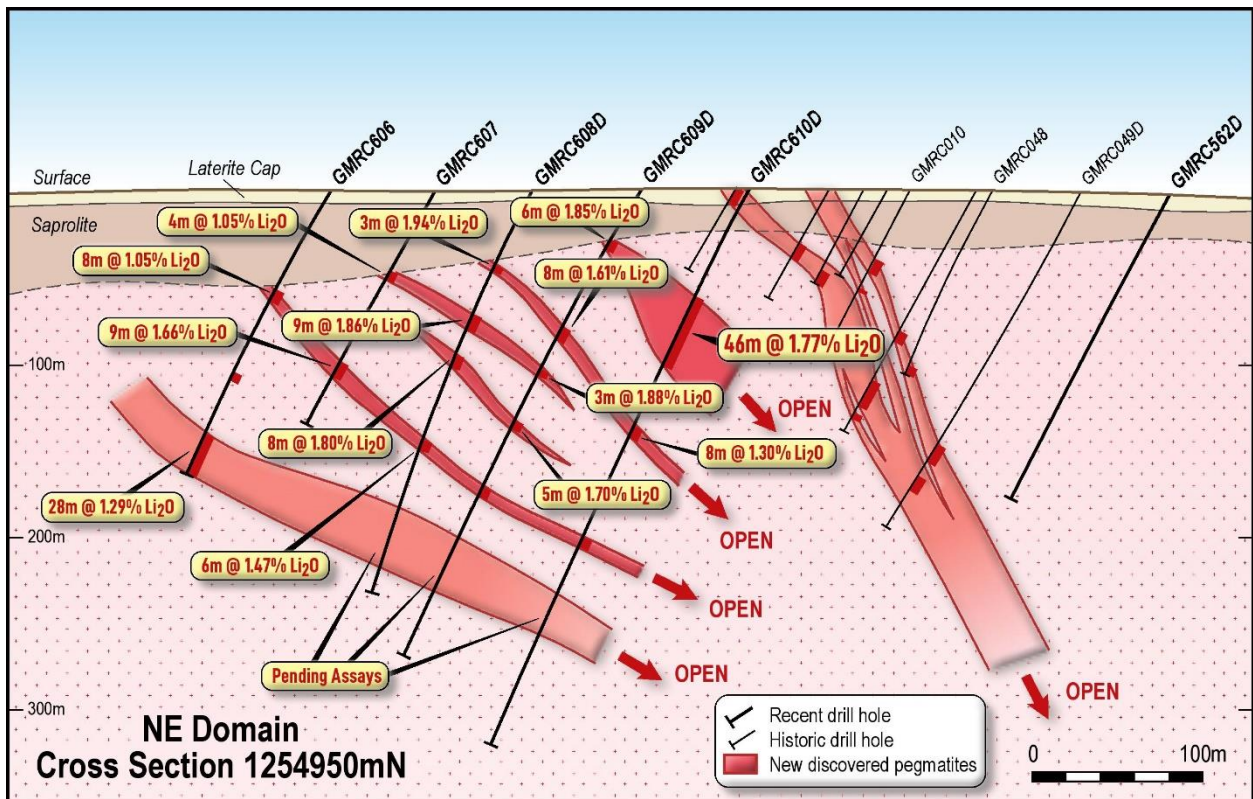 GMRC606
GMRC607
GMRC608D
GMRC609D
GMRC610D
GMRC010
GMRC048
GMRC049D
GMRC562D
Surface
Laterite Cap
Saprolite
4m @ 1.05% Li2O
3m @ 1.94% Li2O
6m @ 1.85% Li2O
8m @ 1.05% Li2O
8m @ 1.61% Li2O
9m @ 1.66% Li2O
9m @ 1.86% Li2O
46m @ 1.77% Li2O
100m
3m @ 1.88% Li2O
OPEN
8m @ 1.80% Li2O
8m @ 1.30% Li2O
28m @ 1.29% Li2O
5m @ 1.70% Li2O
200m
OPEN
6m @ 1.47% Li2O
OPEN
Pending Assays
OPEN
OPEN
300m
NE Domain
Cross Section 1254950mN
Recent drill hole
Historic drill hole
New discovered pegmatites
0 100m